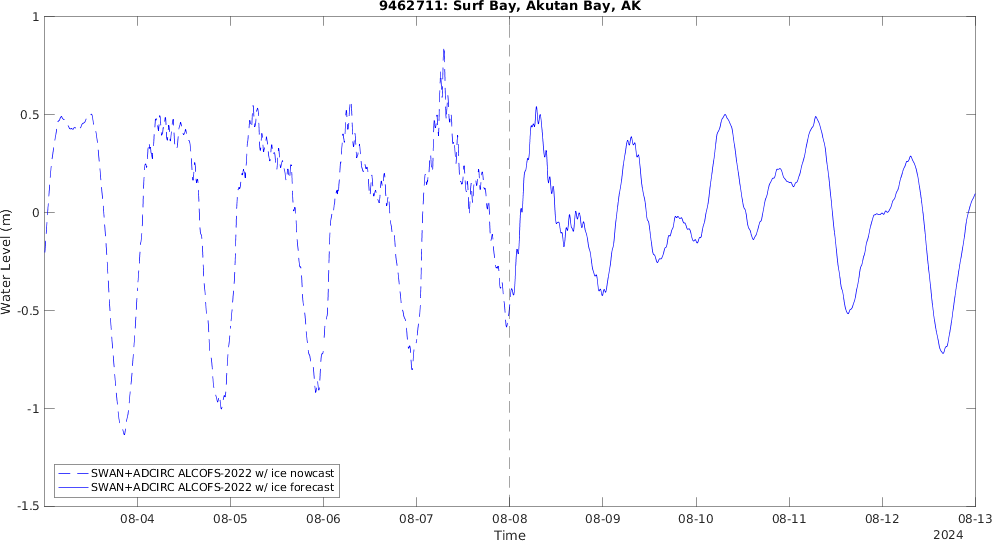 9462711: Surf Bay, Akutan Bay, AK
1
0.5
0
-0.5
-1
-1.5
Water Level (m)
SWAN+ADCIRC ALCOFS-2022 w/ ice nowcast
SWAN+ADCIRC ALCOFS-2022 w/ ice forecast
08-04 08-05 08-06 08-07 08-08 08-09 08-10 08-11 08-12 08-13
Time
2024